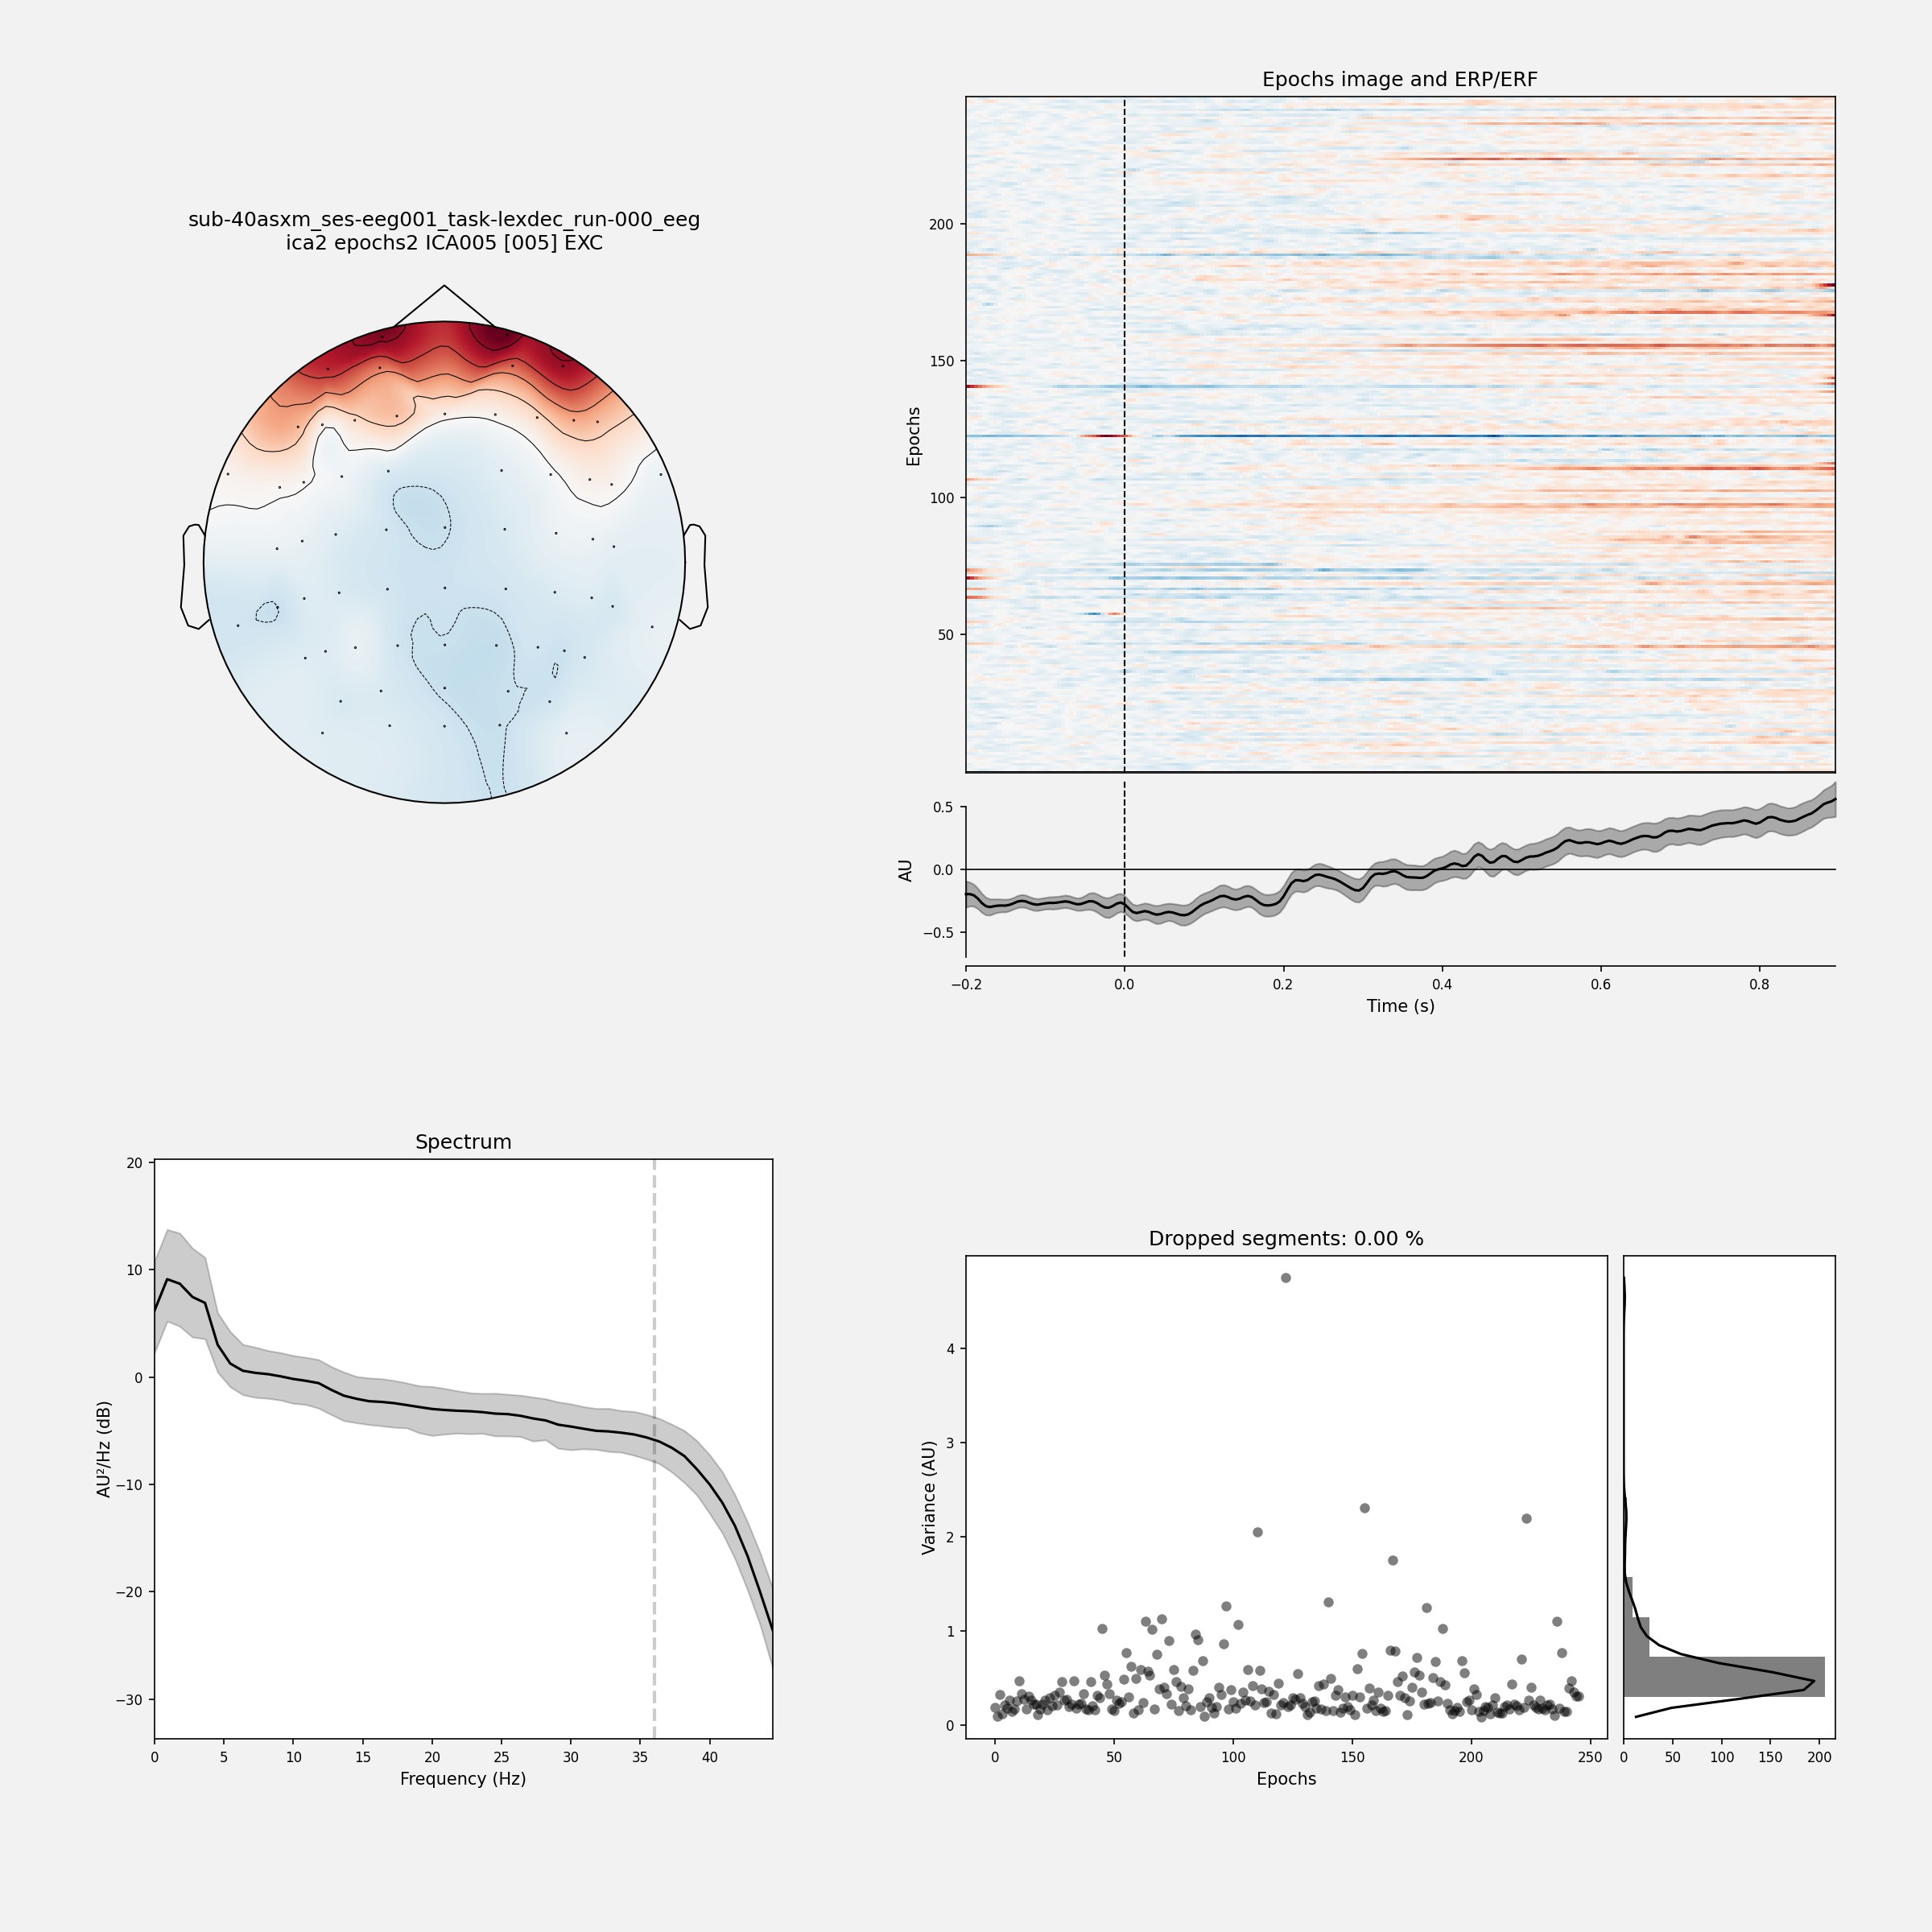 sub-40asxm_ses-eeg001_task-lexdec_run-000_eeg
ica2 epochs2 ICA005 [005] EXC
Epochs image and ERP/ERF
Epochs
200
150
100
50
AU
0.5
0.0
−0.5
−0.2 0.0 0.2 0.4 0.6 0.8
Time (s)
Spectrum
AU²/Hz (dB)
20
10
0
−10
−20
−30
0 5 10 15 20 25 30 35 40
Frequency (Hz)
Dropped segments: 0.00 %
Variance (AU)
4
3
2
1
0
0 50 100 150 200 250
Epochs
0 50 100 150 200